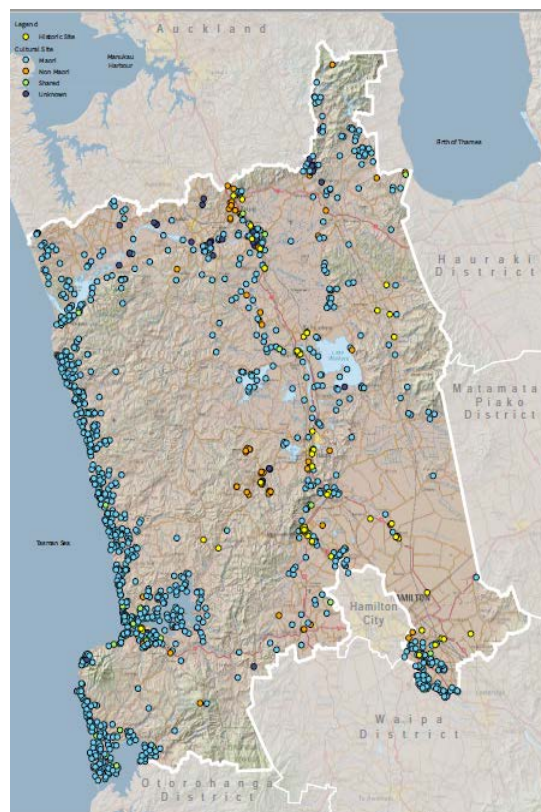 Legend
Historic Site
Cultural Site
Maori
Non Maori
Shared
Unknown
Auckland
Manukau
Harbour
Firth of Thames
Hauraki
District
Matamata
Piako
District
Tasman Sea
Hamilton
City
Waipa
District
Otorohanga
District